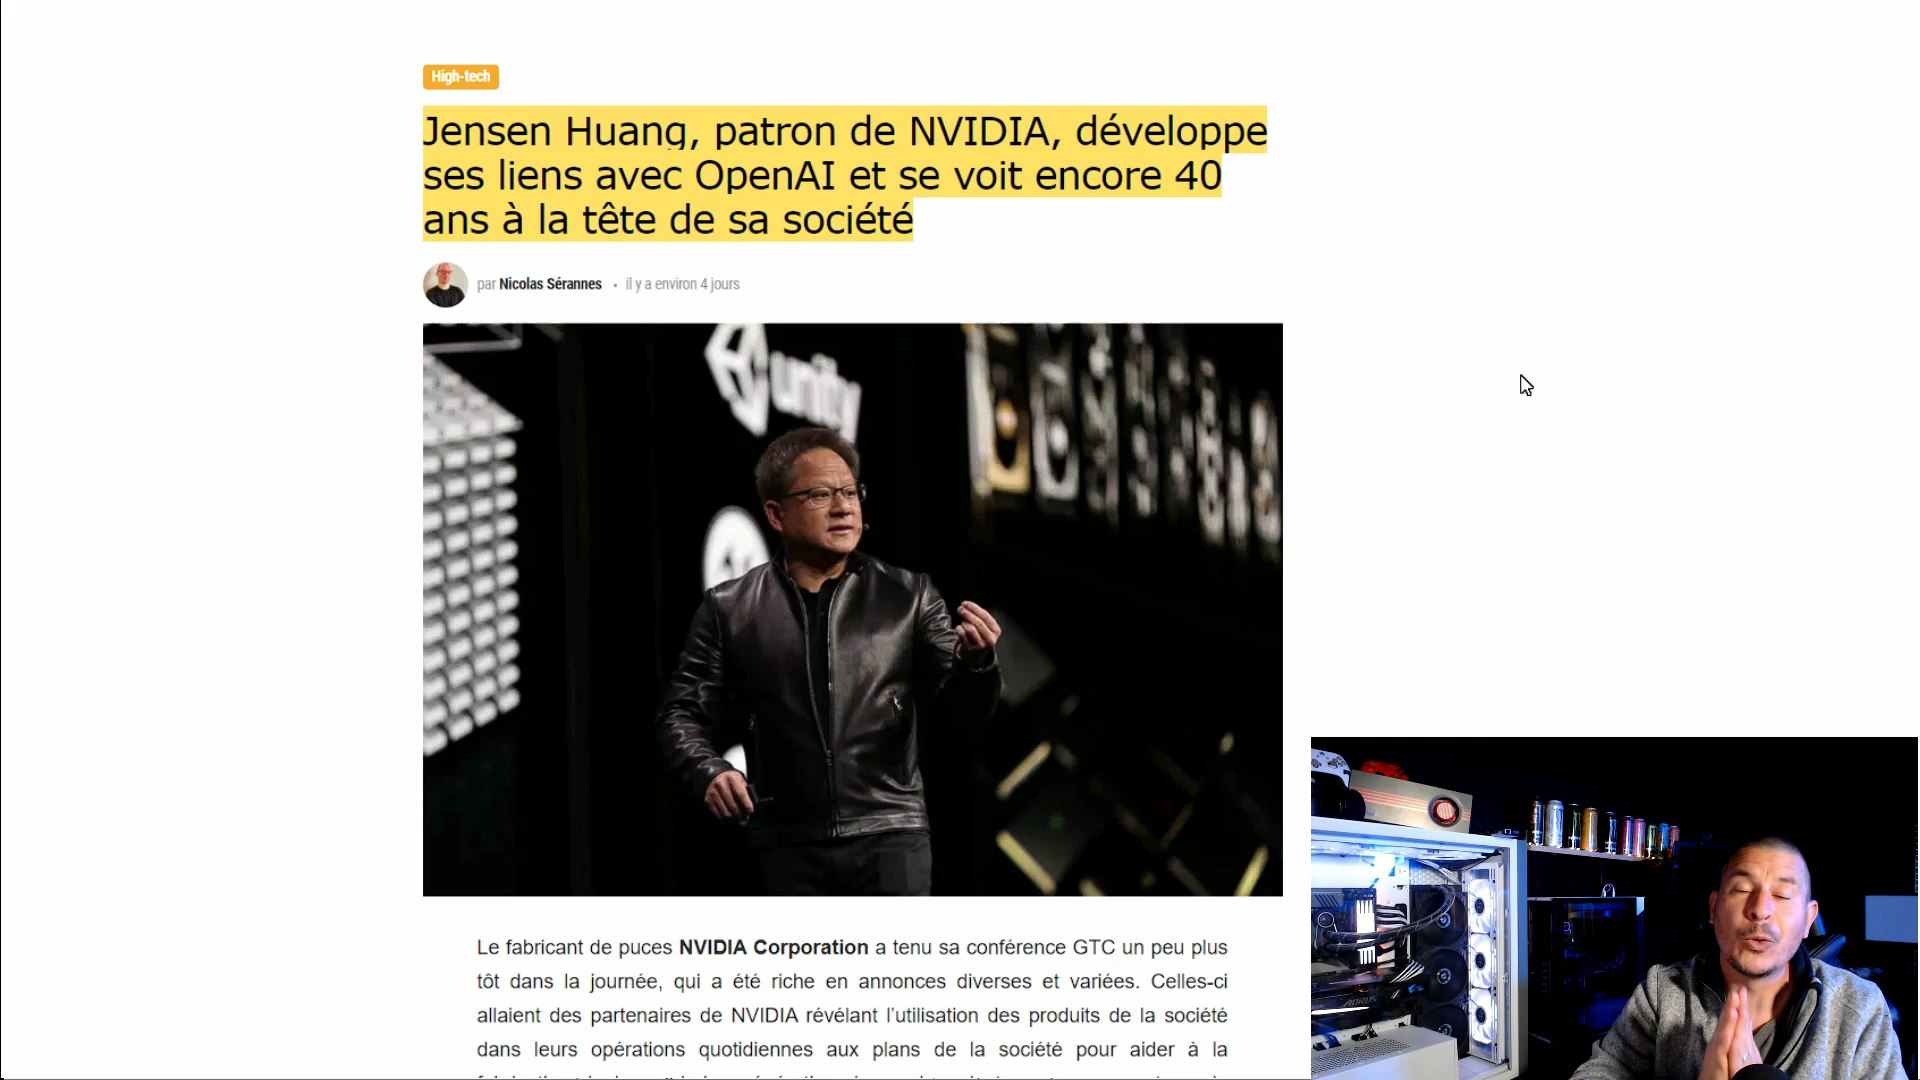 High-tech
Jensen Huang, patron de NVIDIA, développe
ses liens avec OpenAI et se voit encore 40
ans à la tête de sa société
par Nicolas Sérannes • il y a environ 4 jours
unity
Le fabricant de puces NVIDIA Corporation a tenu sa conférence GTC un peu plus
tôt dans la journée, qui a été riche en annonces diverses et variées. Celles-ci
allaient des partenaires de NVIDIA révélant l’utilisation des produits de la société
dans leurs opérations quotidiennes aux plans de la société pour aider à la
AORUS